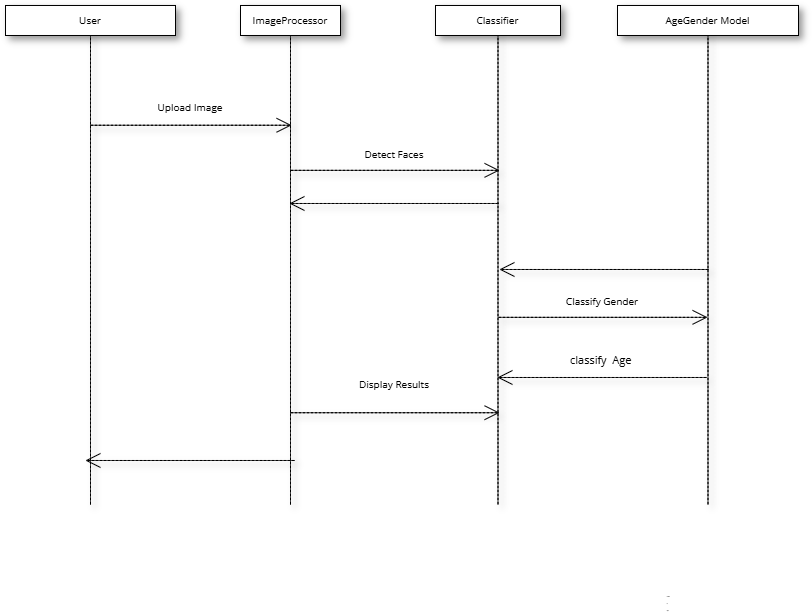 User
ImageProcessor
Classifier
AgeGender Model
Upload Image
Detect Faces
Classify Gender
classify Age
Display Results